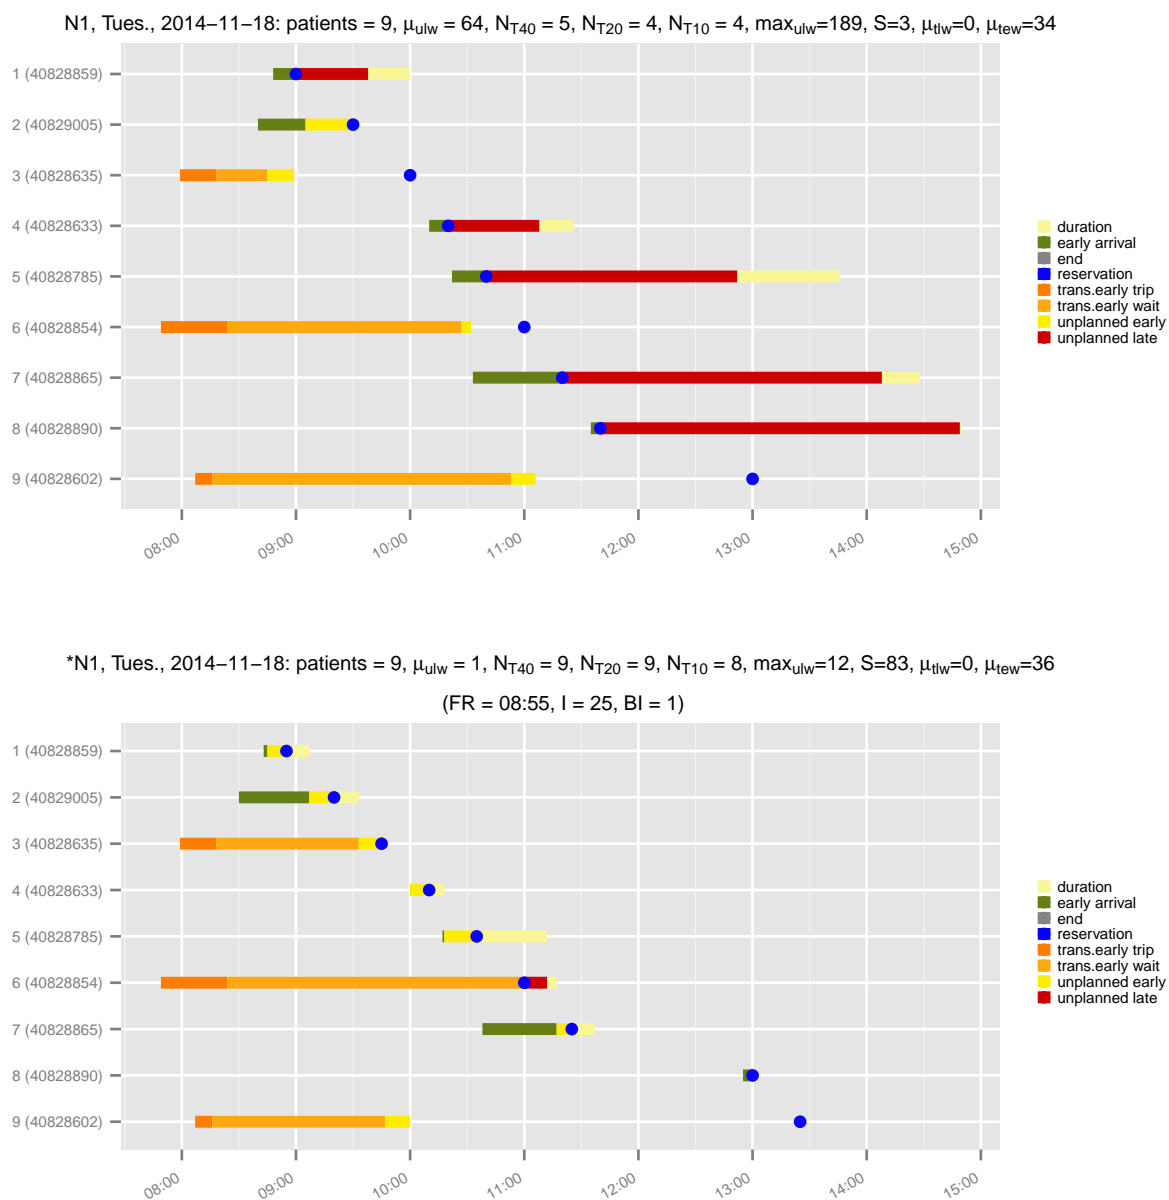 N1, Tues., 2014–11–18: patients = 9, μulw = 64, NT40 = 5, NT20 = 4, NT10 = 4, maxulw=189, S=3, μtlw=0, μtew=34
1 (40828859)
2 (40829005)
3 (40828635)
4 (40828633)
5 (40828785)
6 (40828854)
7 (40828865)
8 (40828890)
9 (40828602)
08:00 09:00 10:00 11:00 12:00 13:00 14:00 15:00
duration
early arrival
end
reservation
trans.early trip
trans.early wait
unplanned early
unplanned late
*N1, Tues., 2014–11–18: patients = 9, μulw = 1, NT40 = 9, NT20 = 9, NT10 = 8, maxulw=12, S=83, μtlw=0, μtew=36
(FR = 08:55, I = 25, BI = 1)
1 (40828859)
2 (40829005)
3 (40828635)
4 (40828633)
5 (40828785)
6 (40828854)
7 (40828865)
8 (40828890)
9 (40828602)
08:00 09:00 10:00 11:00 12:00 13:00 14:00 15:00
duration
early arrival
end
reservation
trans.early trip
trans.early wait
unplanned early
unplanned late